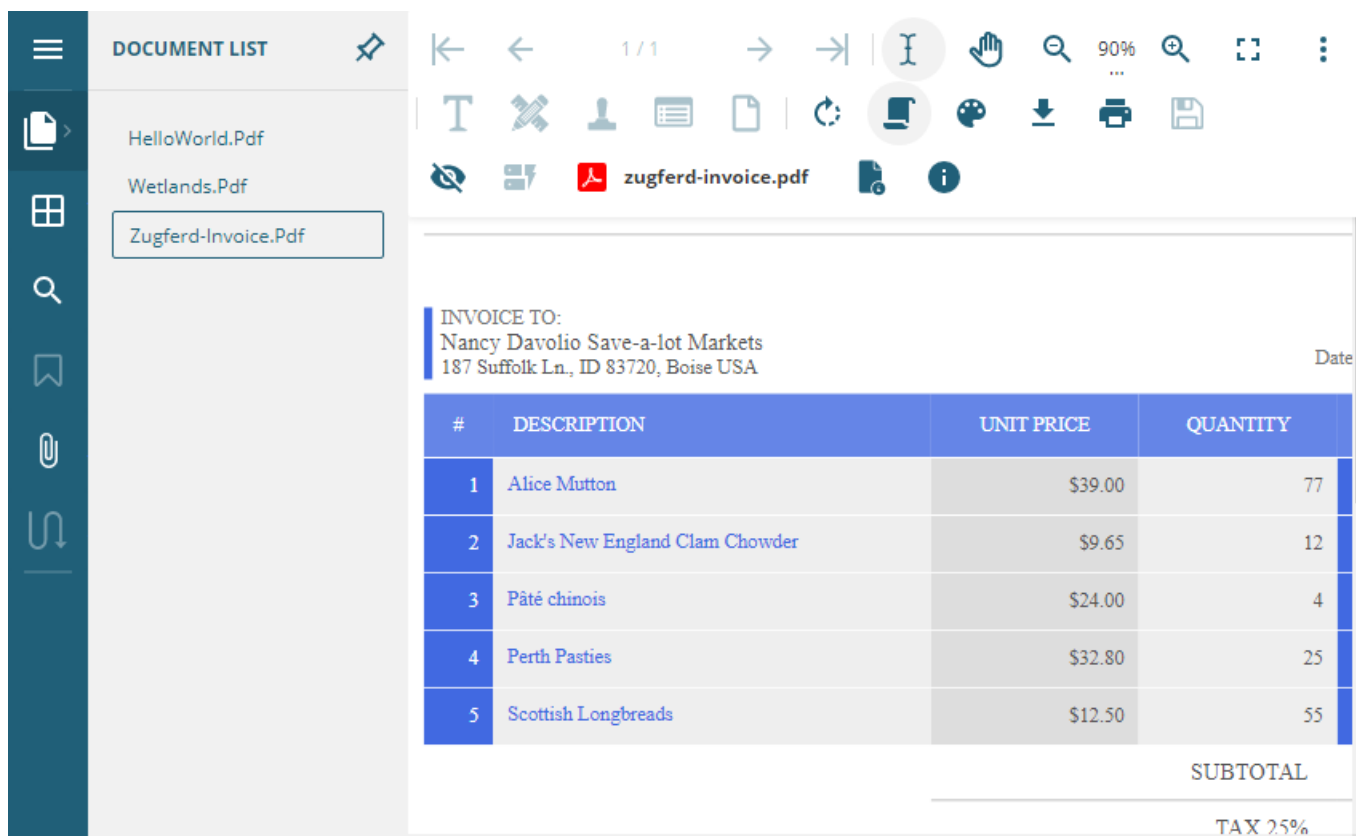 DOCUMENT LIST
1 / 1
90%
...
HelloWorld.Pdf
Wetlands.Pdf
Zugferd-Invoice.Pdf
zugferd-invoice.pdf
INVOICE TO:
Nancy Davolio Save-a-lot Markets
187 Suffolk Ln., ID 83720, Boise USA
Date
# DESCRIPTION UNIT PRICE QUANTITY
1 Alice Mutton $39.00 77
2 Jack's New England Clam Chowder $9.65 12
3 Pâté chinois $24.00 4
4 Perth Pasties $32.80 25
5 Scottish Longbreads $12.50 55
SUBTOTAL
TAX 25%